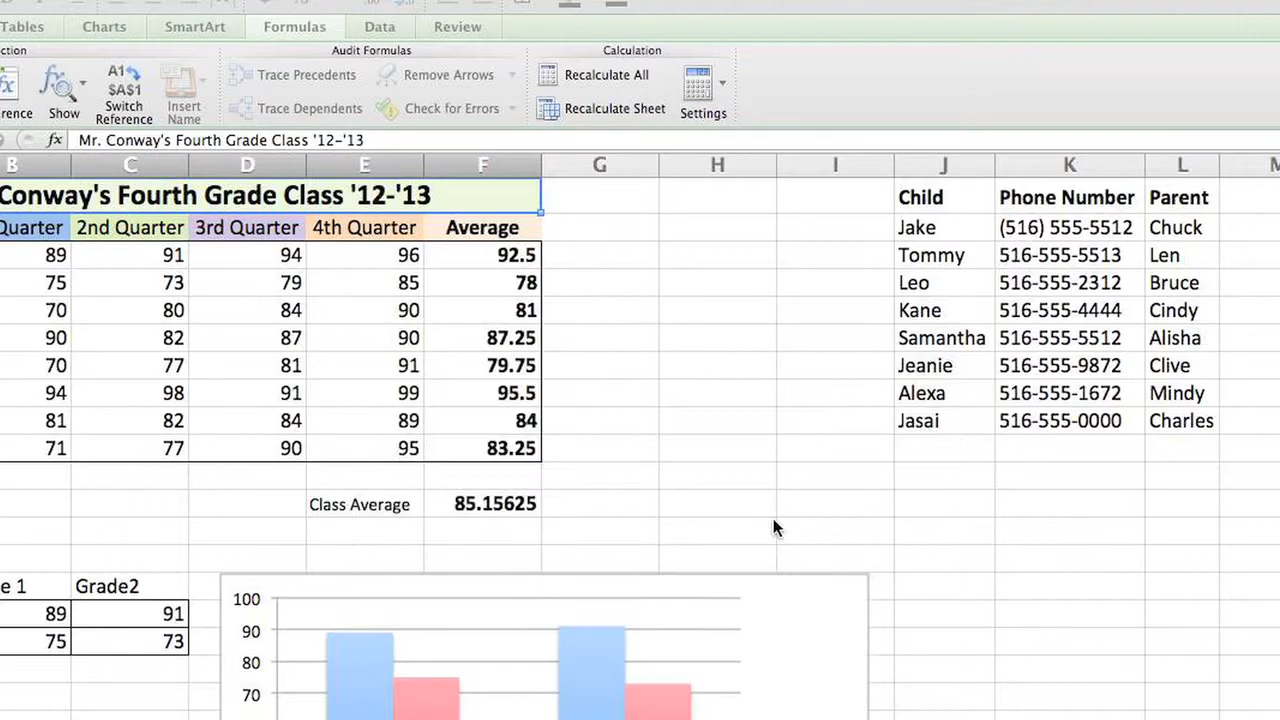 Tables Charts SmartArt Formulas Data Review
Audit Formulas Calculation
Trace Precedents Remove Arrows Recalculate All
Trace Dependents Check for Errors Recalculate Sheet
Show Switch Reference Insert Name Settings
A1
$A$1
fx Mr. Conway's Fourth Grade Class '12-'13
B C D E F G H I J K L M
Conway's Fourth Grade Class '12-'13 Child Phone Number Parent
Quarter 2nd Quarter 3rd Quarter 4th Quarter Average Jake (516) 555-5512 Chuck
89 91 94 96 92.5 Tommy 516-555-5513 Len
75 73 79 85 78 Leo 516-555-2312 Bruce
70 80 84 90 81 Kane 516-555-4444 Cindy
90 82 87 90 87.25 Samantha 516-555-5512 Alisha
70 77 81 91 79.75 Jeanie 516-555-9872 Clive
94 98 91 99 95.5 Alexa 516-555-1672 Mindy
81 82 84 89 84 Jasai 516-555-0000 Charles
71 77 90 95 83.25
Class Average 85.15625
e 1 Grade2
89 91
75 73
100
90
80
70